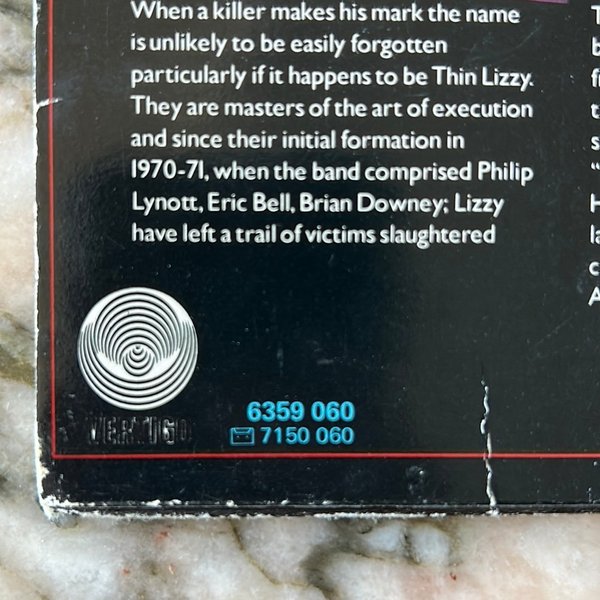 When a killer makes his mark the name
is unlikely to be easily forgotten
particularly if it happens to be Thin Lizzy.
They are masters of the art of execution
and since their initial formation in
1970-71, when the band comprised Philip
Lynott, Eric Bell, Brian Downey; Lizzy
have left a trail of victims slaughtered
VERTIGO
6359 060
7150 060